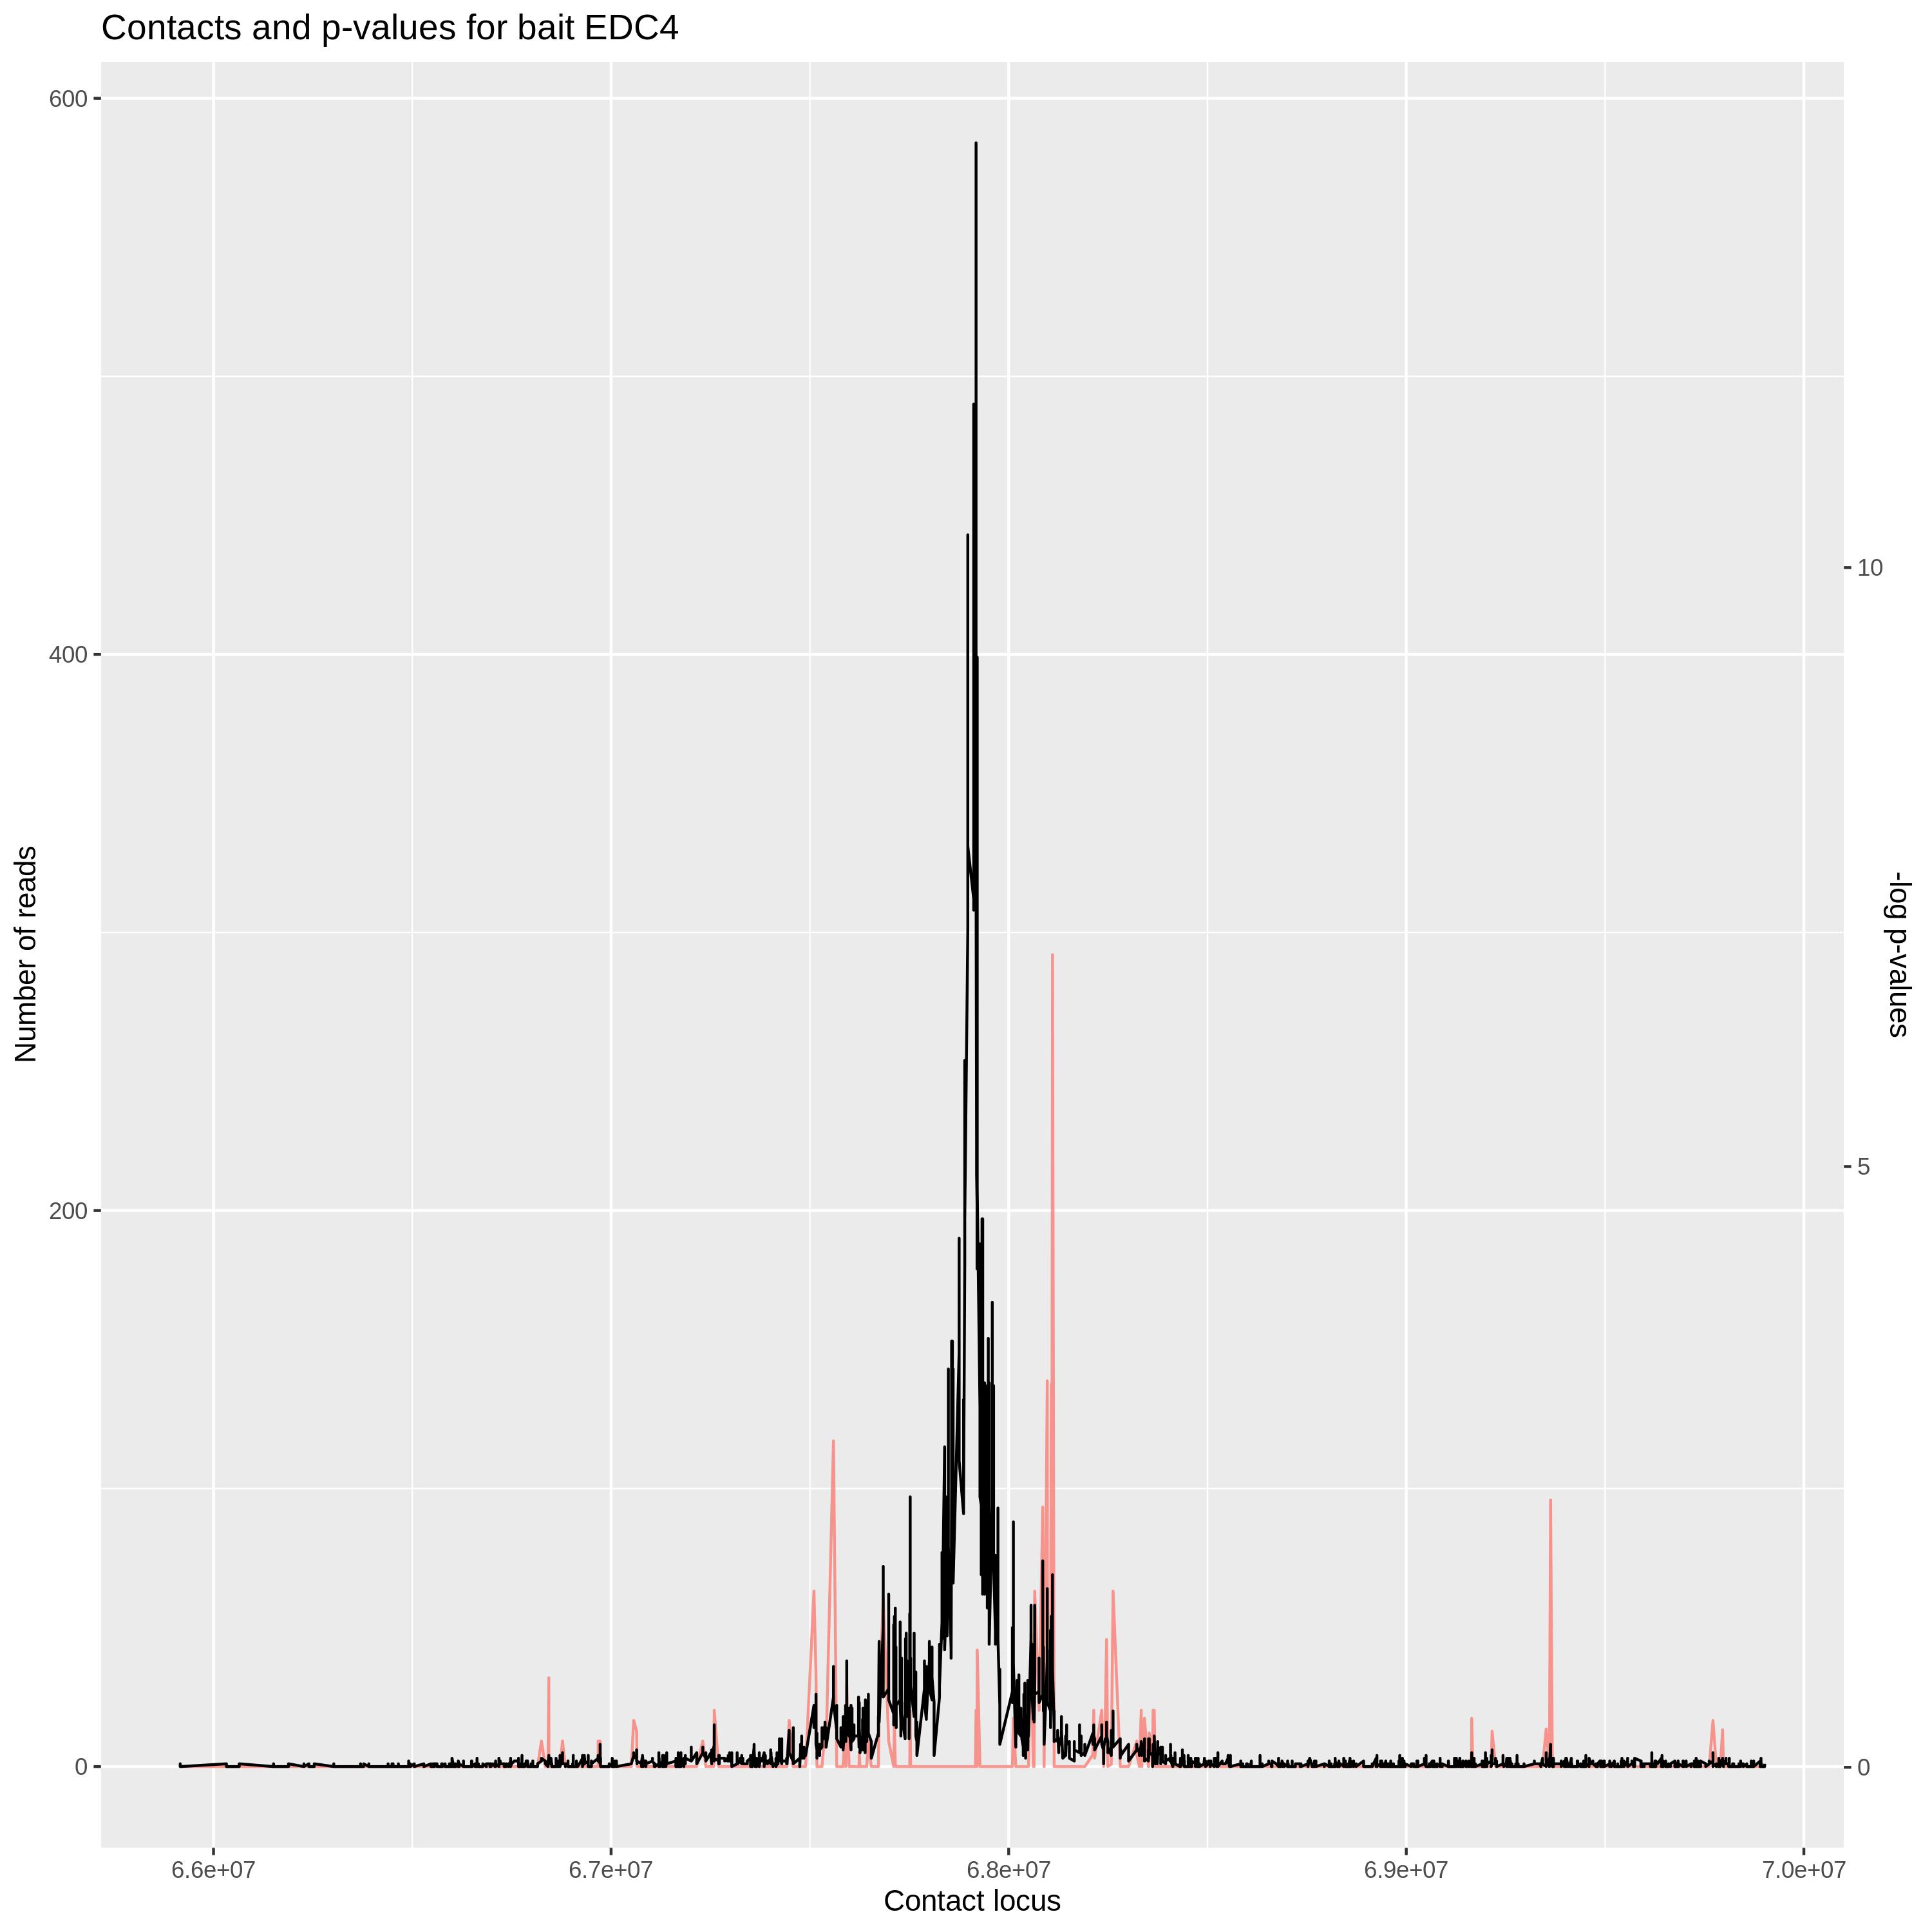 Contacts and p-values for bait EDC4
600
400
200
0
Number of reads
10
5
0
-log p-values
6.6e+07
6.7e+07
6.8e+07
6.9e+07
7.0e+07
Contact locus